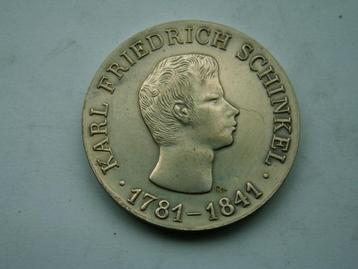 · KARL FRIEDRICH SCHINKEL ·
1781–1841